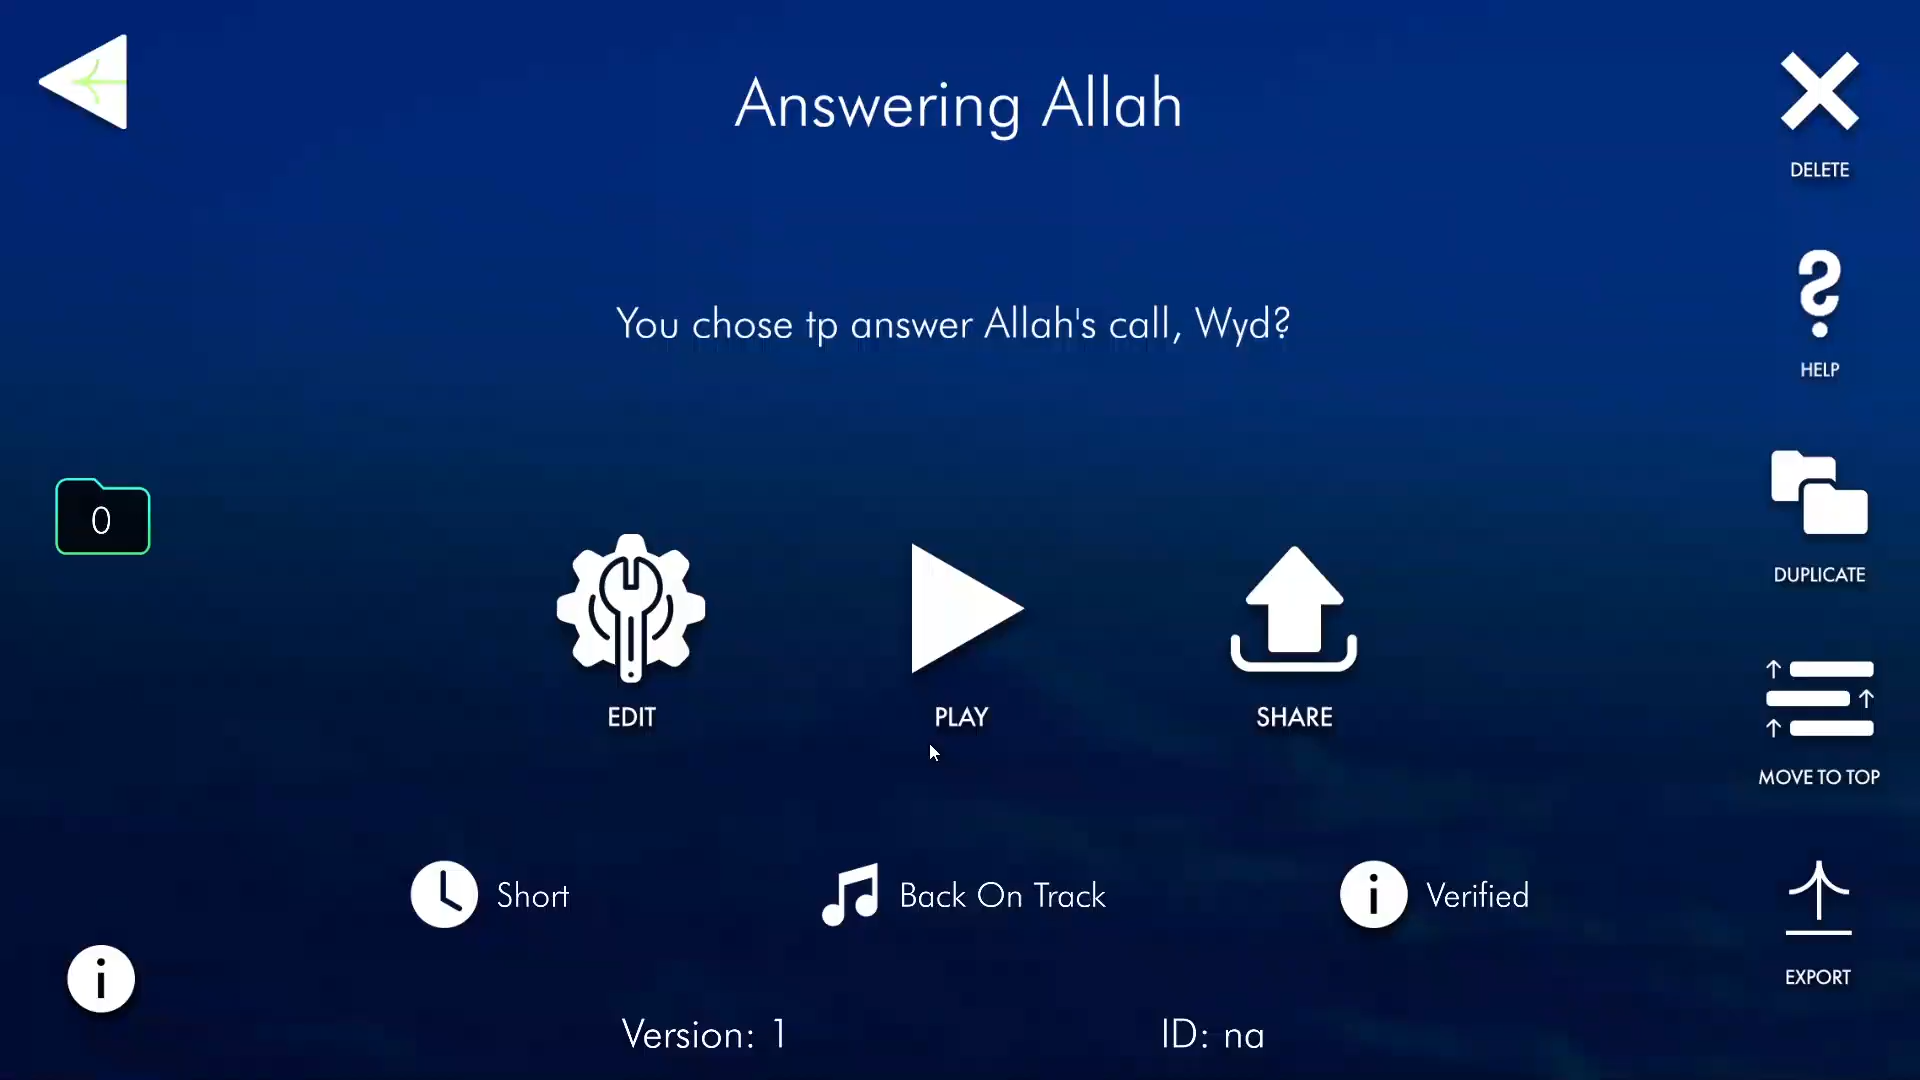 Answering Allah
DELETE
You chose tp answer Allah's call, Wyd?
HELP
0
DUPLICATE
EDIT
PLAY
SHARE
MOVE TO TOP
Short
Back On Track
Verified
EXPORT
Version: 1
ID: na